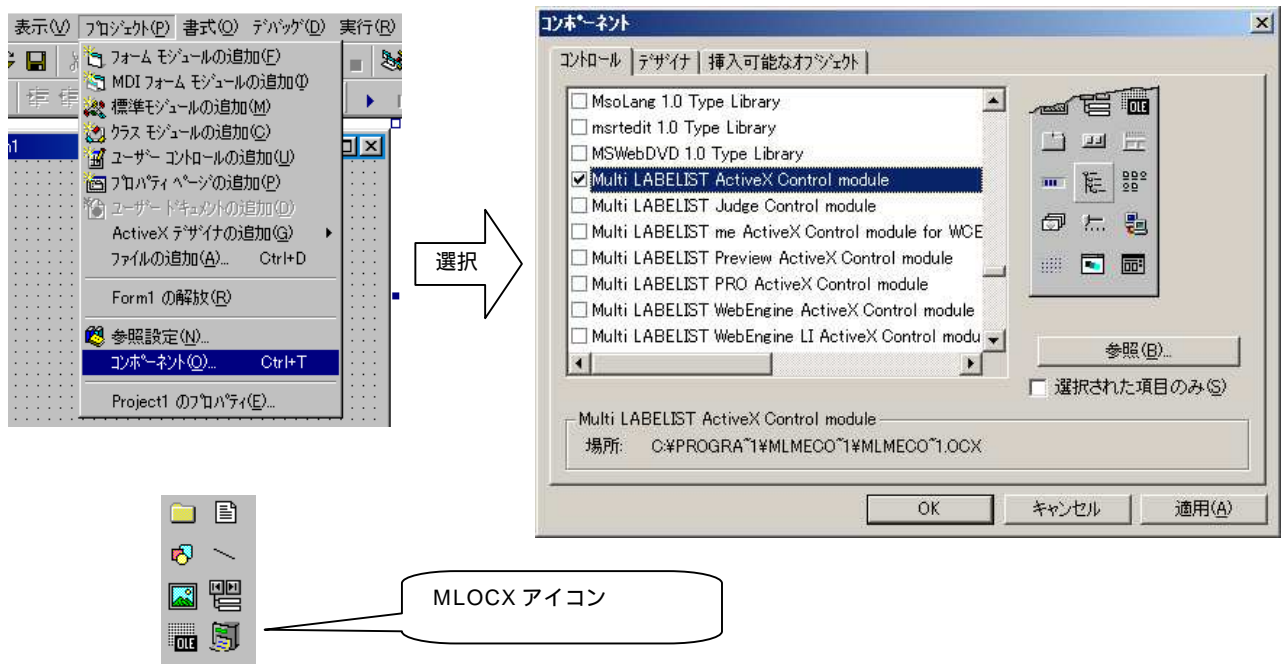 表示(V) プロジェクト(P) 書式(O) デバッグ(D) 実行(R)
フォーム モジュールの追加(F)
MDI フォーム モジュールの追加(I)
標準モジュールの追加(M)
クラス モジュールの追加(C)
ユーザー コントロールの追加(U)
プロパティ ページの追加(P)
ユーザー ドキュメントの追加(D)
ActiveX デザイナの追加(G)
ファイルの追加(A)... Ctrl+D
Form1 の解放(R)
参照設定(N)...
コンポーネント(O)... Ctrl+T
Project1 のプロパティ(E)...
選択
コンポーネント
コントロール デザイナ 挿入可能なオブジェクト
MsoLang 1.0 Type Library
msrtedit 1.0 Type Library
MSWebDVD 1.0 Type Library
Multi LABELIST ActiveX Control module
Multi LABELIST Judge Control module
Multi LABELIST me ActiveX Control module for WCE
Multi LABELIST Preview ActiveX Control module
Multi LABELIST PRO ActiveX Control module
Multi LABELIST WebEngine ActiveX Control module
Multi LABELIST WebEngine LI ActiveX Control modu
OLE
参照(B)...
選択された項目のみ(S)
Multi LABELIST ActiveX Control module
場所: C:¥PROGRA~1¥MLMECO~1¥MLMECO~1.OCX
OK キャンセル 適用(A)
MLOCX アイコン
OLE